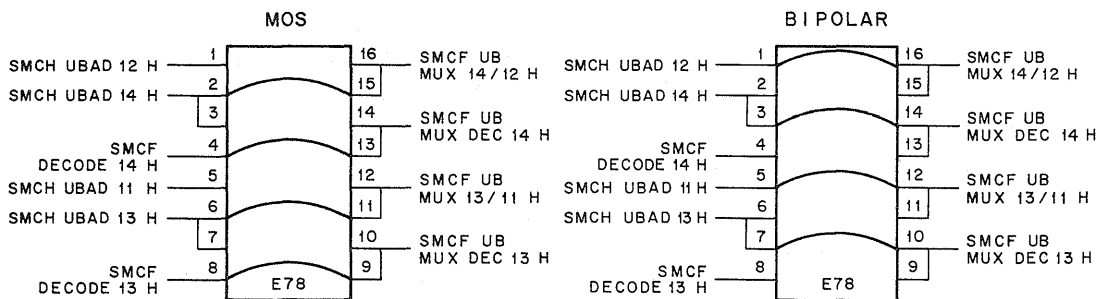 MOS
SMCH UBAD 12 H
SMCH UBAD 14 H
SMCF
DECODE 14 H
SMCH UBAD 11 H
SMCH UBAD 13 H
SMCF
DECODE 13 H
1
2
3
4
5
6
7
8
16
15
14
13
12
11
10
9
E78
SMCF UB
MUX 14/12 H
SMCF UB
MUX DEC 14 H
SMCF UB
MUX 13/11 H
SMCF UB
MUX DEC 13 H
BIPOLAR
SMCH UBAD 12 H
SMCH UBAD 14 H
SMCF
DECODE 14 H
SMCH UBAD 11 H
SMCH UBAD 13 H
SMCF
DECODE 13 H
1
2
3
4
5
6
7
8
16
15
14
13
12
11
10
9
E78
SMCF UB
MUX 14/12 H
SMCF UB
MUX DEC 14 H
SMCF UB
MUX 13/11 H
SMCF UB
MUX DEC 13 H